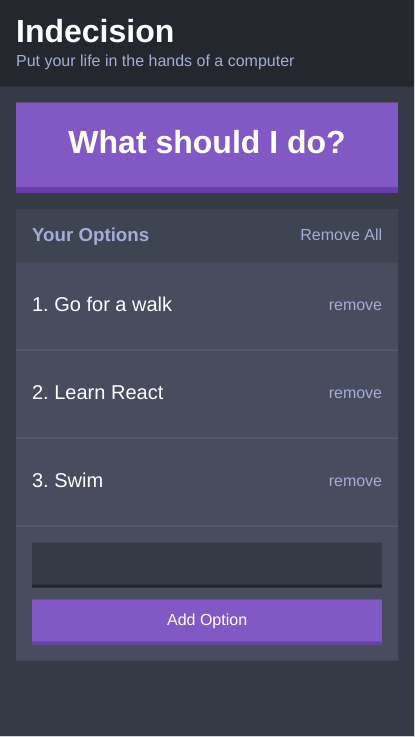 Indecision
Put your life in the hands of a computer
What should I do?
Your Options Remove All
1. Go for a walk remove
2. Learn React remove
3. Swim remove
Add Option